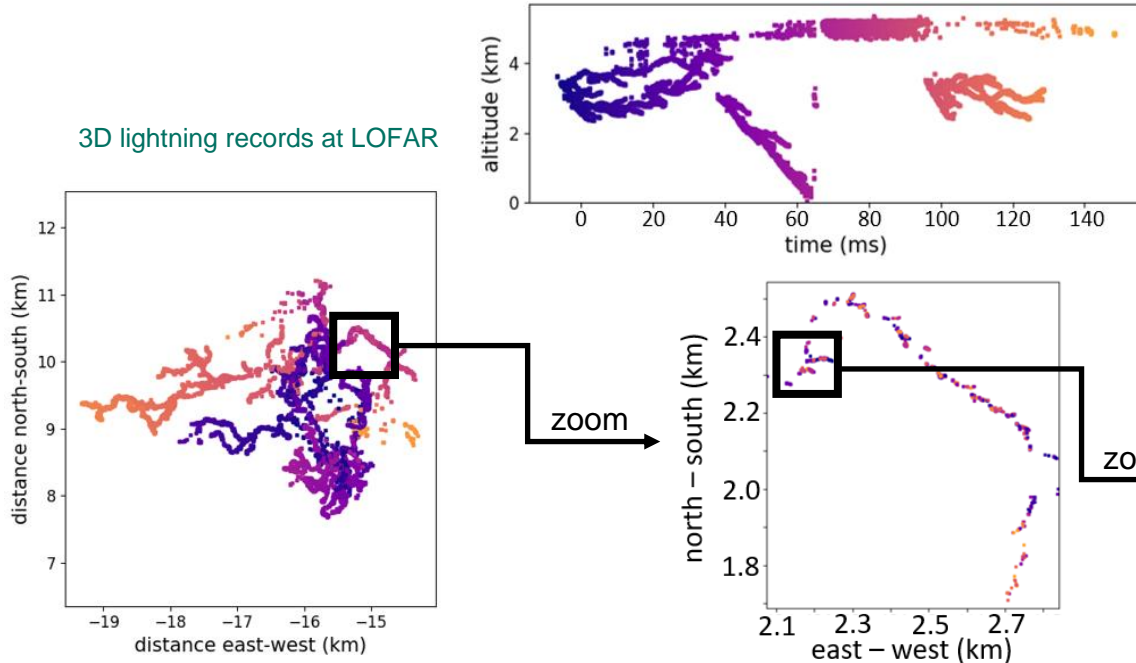 3D lightning records at LOFAR
altitude (km)
4
2
0
0 20 40 60 80 100 120 140
time (ms)
distance north-south (km)
12
11
10
9
8
7
−19 −18 −17 −16 −15
distance east-west (km)
zoom
north – south (km)
2.4
2.2
2.0
1.8
2.1 2.3 2.5 2.7
east – west (km)
zo